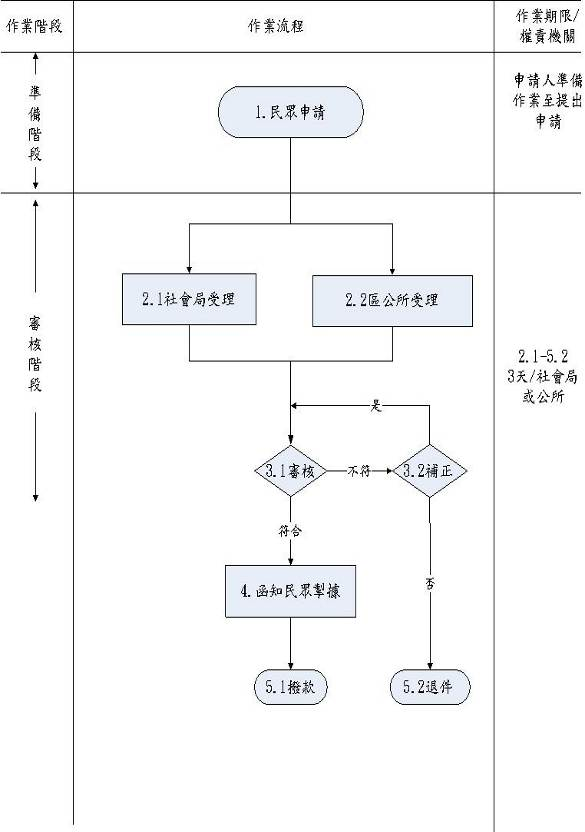 作業階段
作業流程
作業期限/
權責機關
準備階段
1.民眾申請
申請人準備
作業至提出
申請
審核階段
2.1社會局受理
2.2區公所受理
2.1-5.2
3天/社會局
或公所
是
3.1審核
不符
3.2補正
符合
否
4.函知民眾掣據
5.1撥款
5.2退件